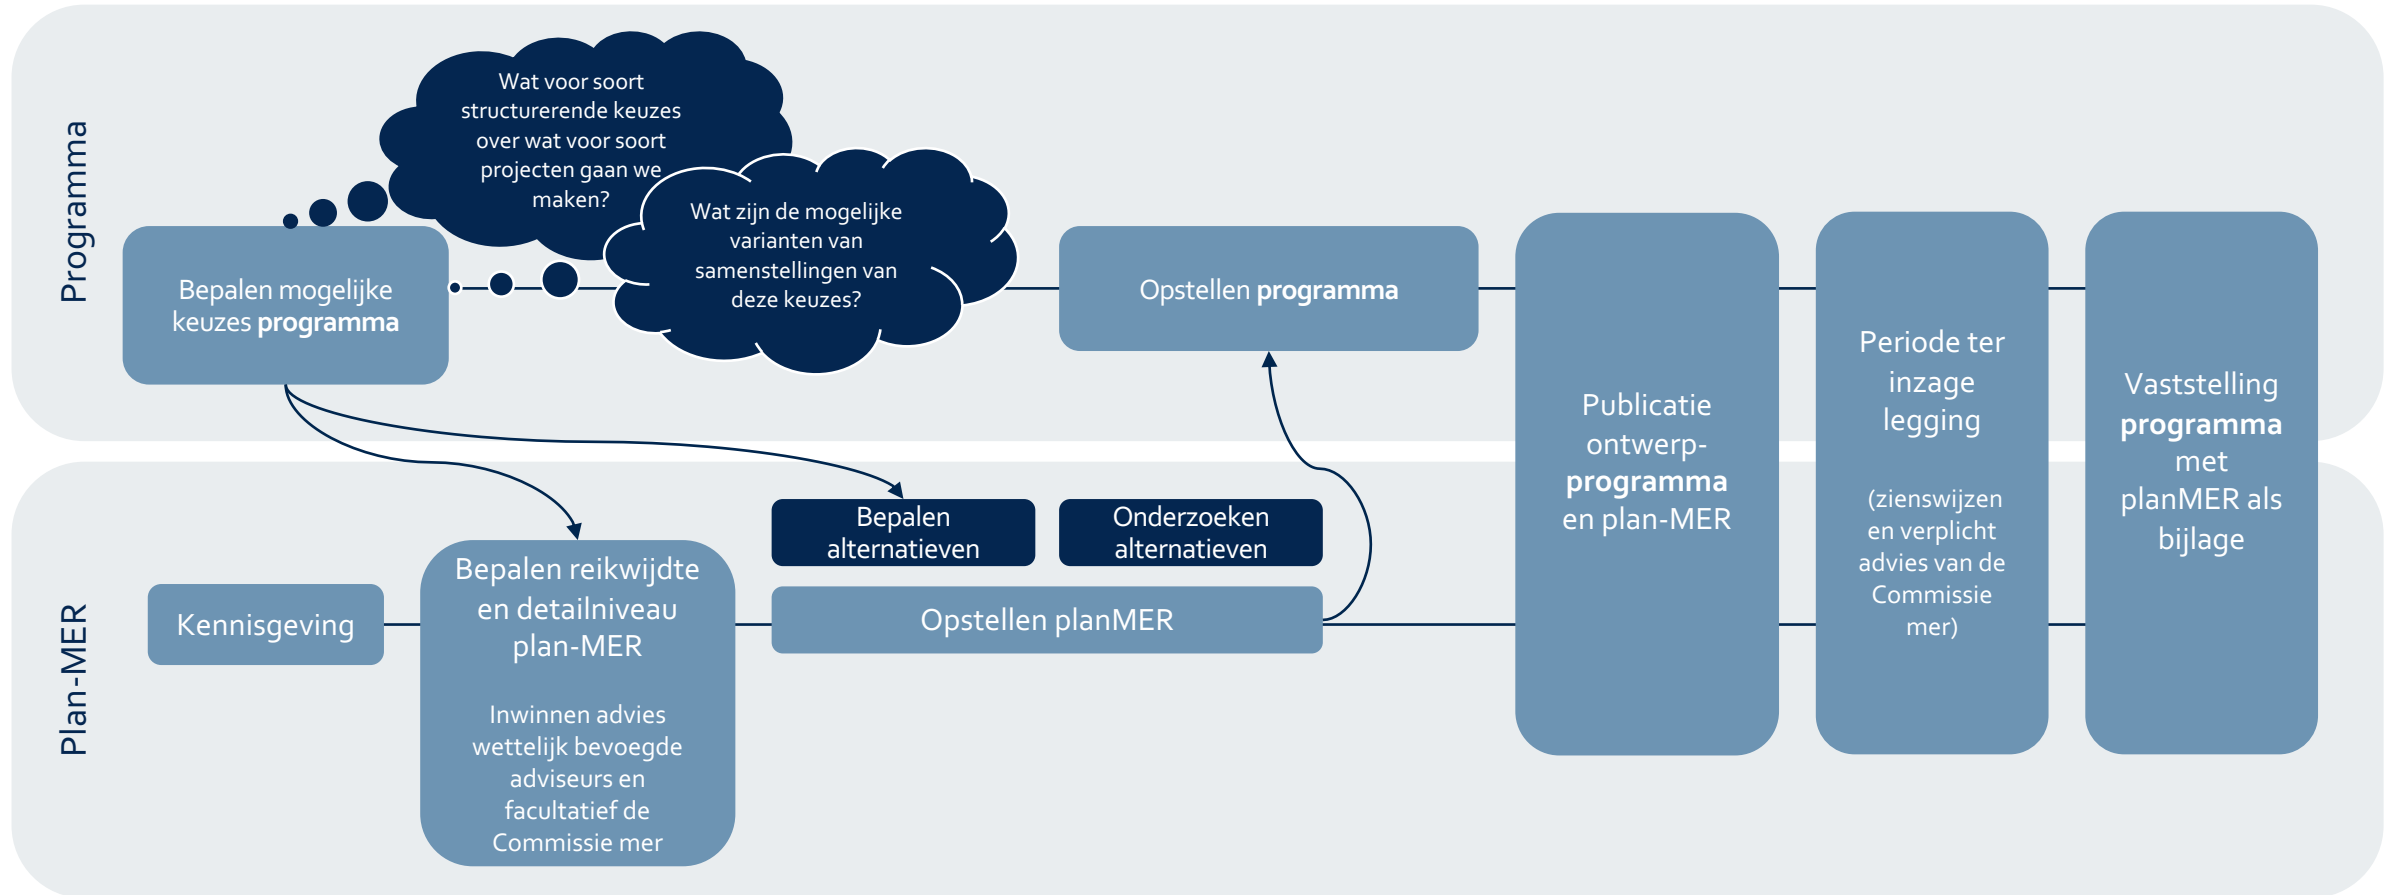 Programma
Wat voor soort
structurerende keuzes
over wat voor soort
projecten gaan we
maken?
Wat zijn de mogelijke
varianten van
samenstellingen van
deze keuzes?
Bepalen mogelijke
keuzes programma
Opstellen programma
Publicatie
ontwerp-
programma
en plan-MER
Periode ter
inzage
legging
(zienswijzen
en verplicht
advies van de
Commissie
mer)
Vaststelling
programma
met
planMER als
bijlage
Plan-MER
Kennisgeving
Bepalen reikwijdte
en detailniveau
plan-MER
Inwinnen advies
wettelijk bevoegde
adviseurs en
facultatief de
Commissie mer
Bepalen
alternatieven
Onderzoeken
alternatieven
Opstellen planMER